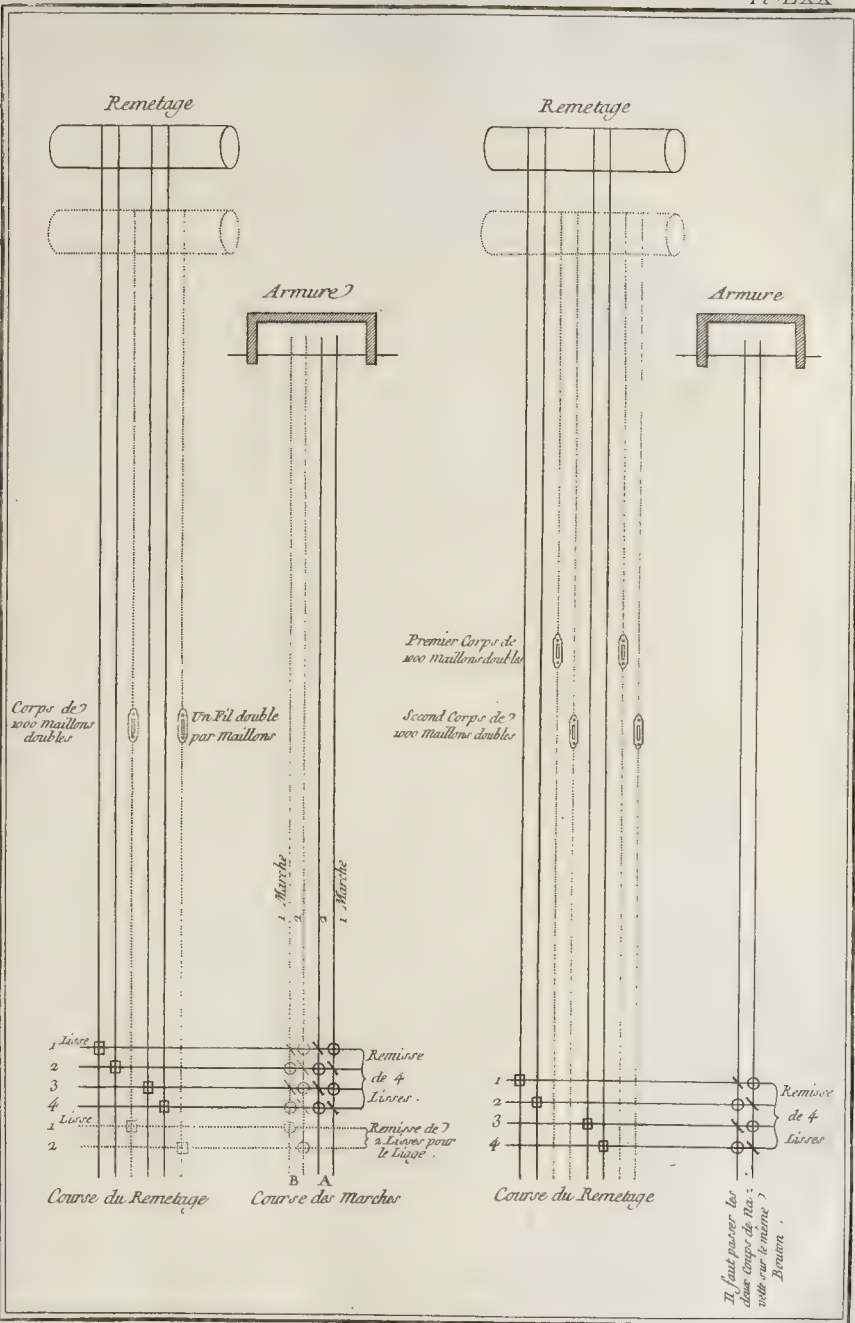 Pl. LXX
Remetage
Armure
Corps de
1000 Maillons
doubles
Un Fil double
par Maillons
1 Marche
2
2
1 Marche
1 Lisse
2
3
4
1 Lisse
2
Remisse
de 4
Lisses.
Remisse de
2 Lisses pour
le Liage.
B A
Course du Remetage
Course des Marches
Remetage
Armure
Premier Corps de
1000 Maillons doubles
Second Corps de
1000 Maillons doubles
1
2
3
4
Remisse
de 4
Lisses
Course du Remetage
Il faut passer les
deux Coups de Na=
vette sur le même
Bouton.